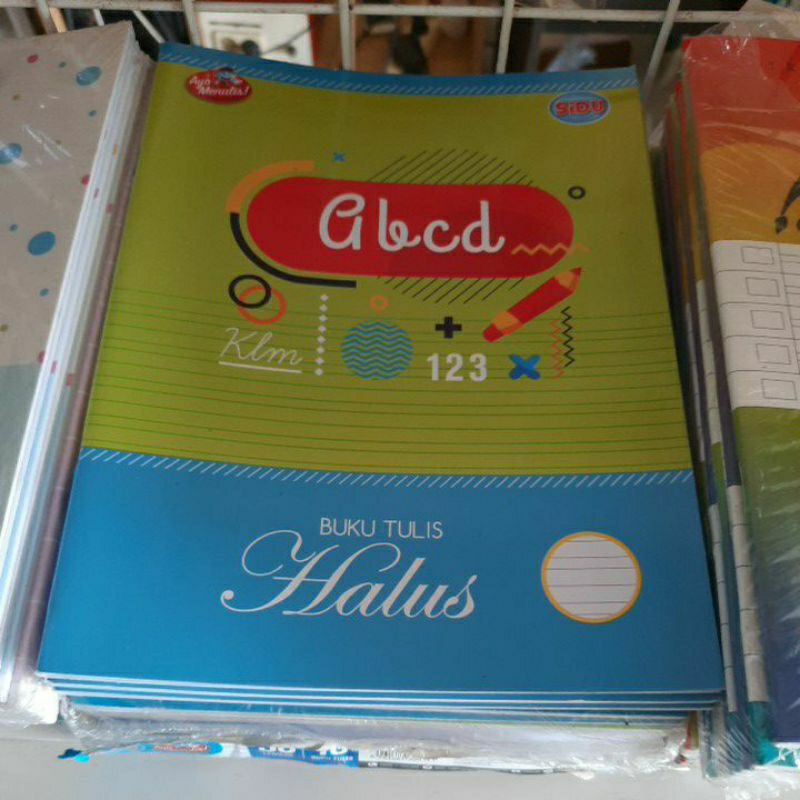 Ayo
Menulis!
SiDU
Abcd
Klm
123
BUKU TULIS
Halus